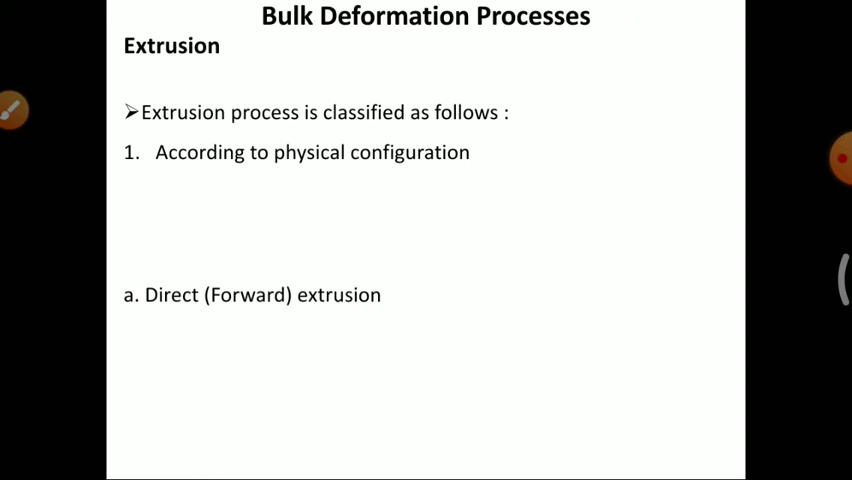 Bulk Deformation Processes
Extrusion
➢Extrusion process is classified as follows :
1. According to physical configuration
a. Direct (Forward) extrusion